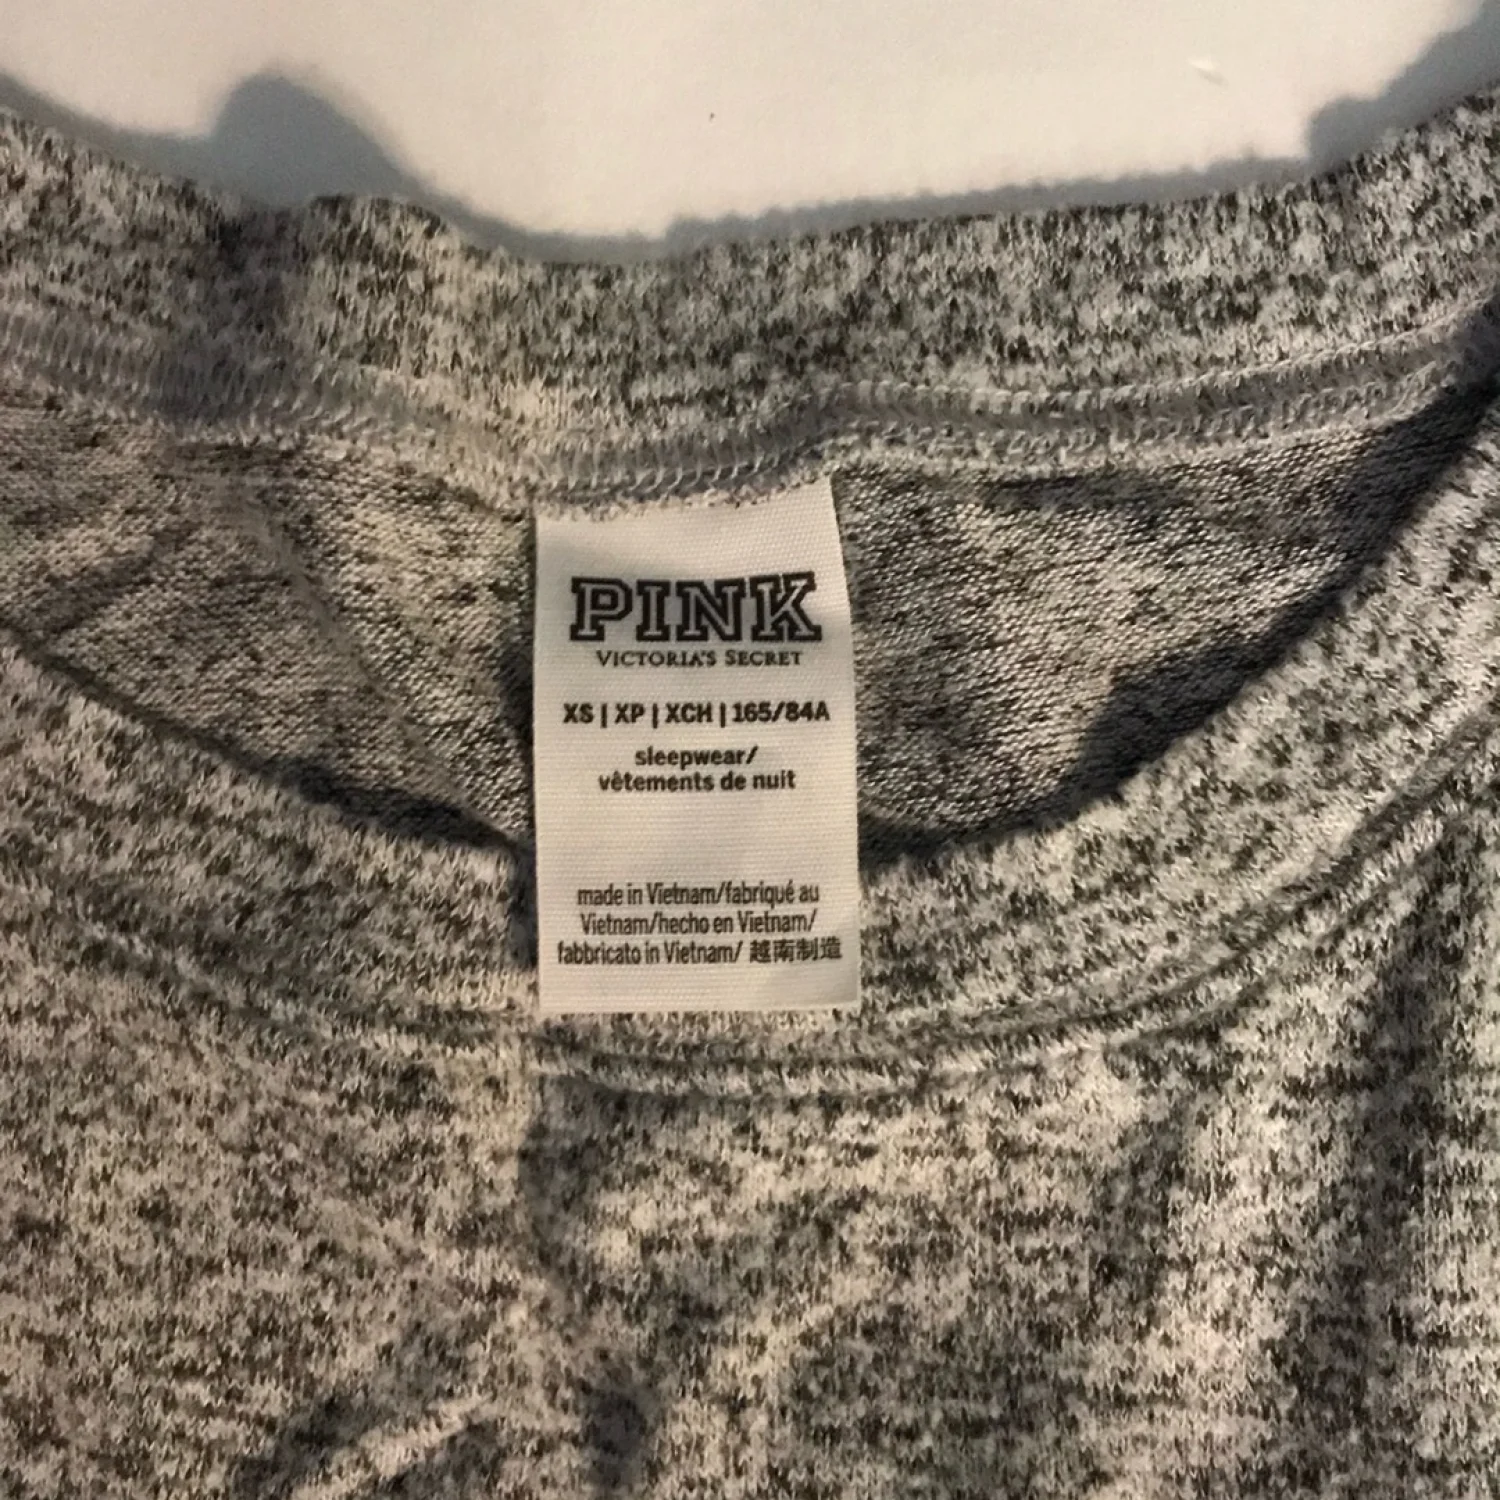 PINK
VICTORIA'S SECRET
XS | XP | XCH | 165/84A
sleepwear/
vêtements de nuit
made in Vietnam/fabriqué au
Vietnam/hecho en Vietnam/
fabbricato in Vietnam/ 越南制造